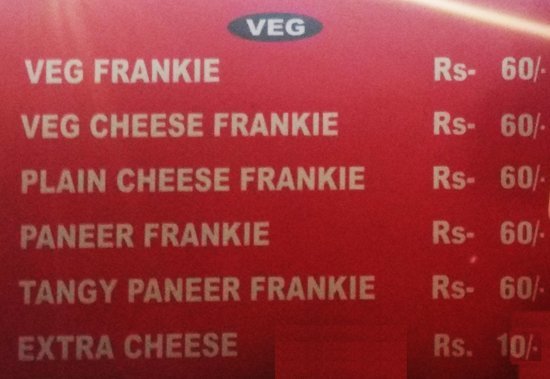 VEG
VEG FRANKIE Rs- 60/-
VEG CHEESE FRANKIE Rs- 60/-
PLAIN CHEESE FRANKIE Rs- 60/-
PANEER FRANKIE Rs- 60/-
TANGY PANEER FRANKIE Rs- 60/-
EXTRA CHEESE Rs. 10/-